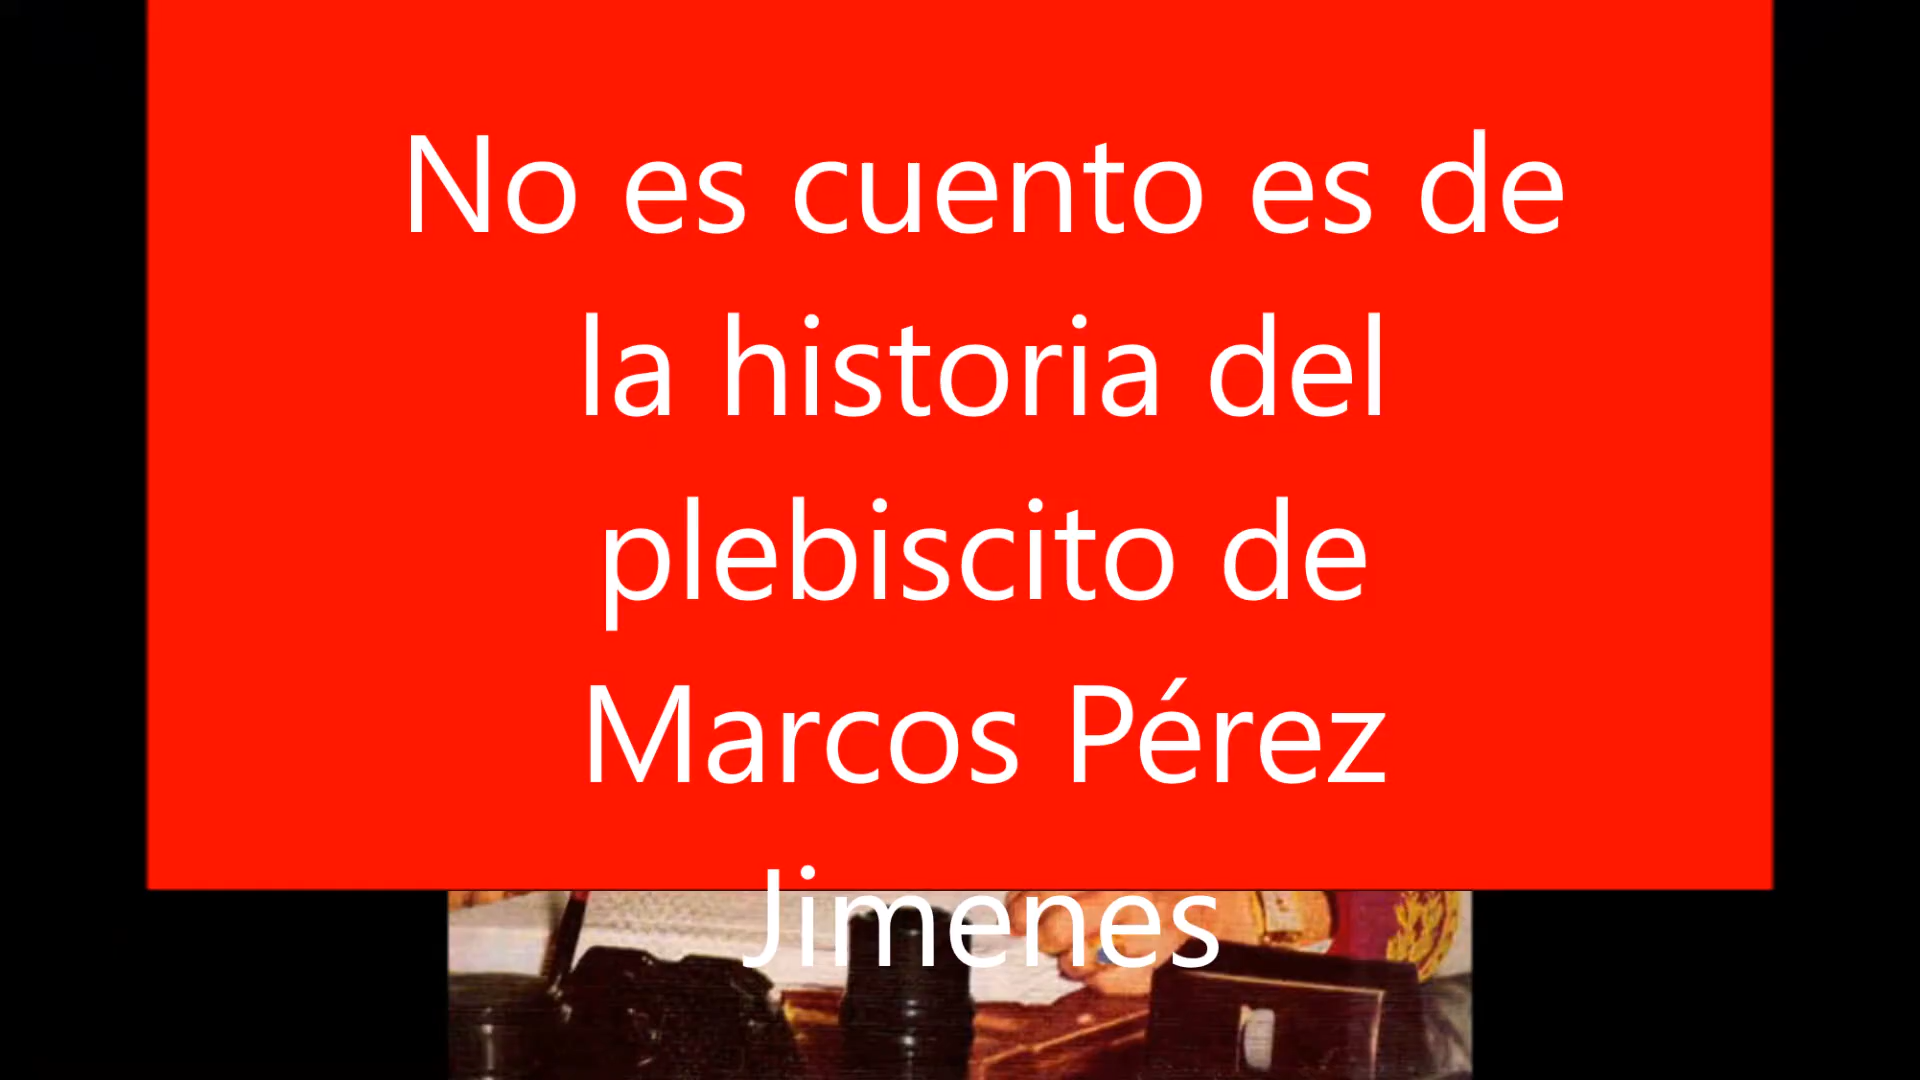 No es cuento es de
la historia del
plebiscito de
Marcos Pérez
Jimenes